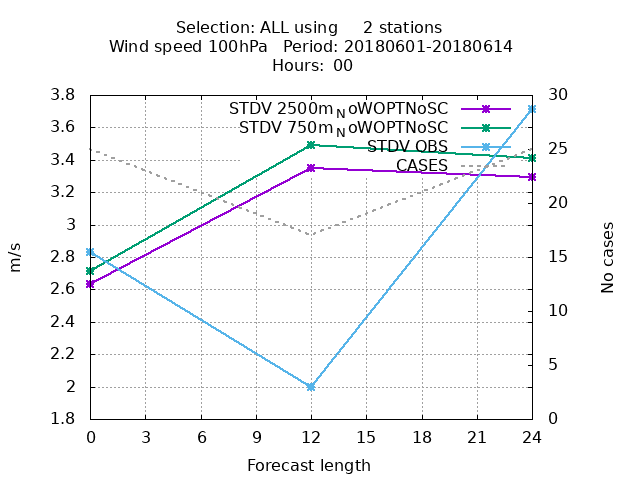 Selection: ALL using 2 stations
Wind speed 100hPa Period: 20180601-20180614
Hours: 00
STDV 2500m_NoWOPTNoSC
STDV 750m_NoWOPTNoSC
STDV OBS
CASES
3.8
3.6
3.4
3.2
3
2.8
2.6
2.4
2.2
2
1.8
m/s
30
25
20
15
10
5
0
No cases
0 3 6 9 12 15 18 21 24
Forecast length